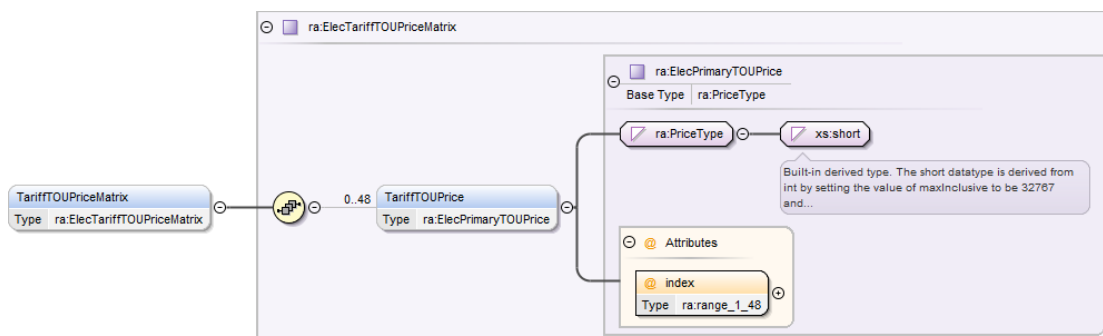 ra:ElecTariffTOUPriceMatrix
ra:ElecPrimaryTOUPrice
Base Type ra:PriceType
ra:PriceType
xs:short
Built-in derived type. The short datatype is derived from
int by setting the value of maxInclusive to be 32767
and...
TariffTOUPriceMatrix
Type ra:ElecTariffTOUPriceMatrix
0..48
TariffTOUPrice
Type ra:ElecPrimaryTOUPrice
@ Attributes
@ index
Type ra:range_1_48